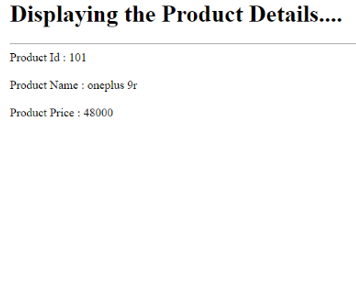 Displaying the Product Details....
Product Id : 101
Product Name : oneplus 9r
Product Price : 48000